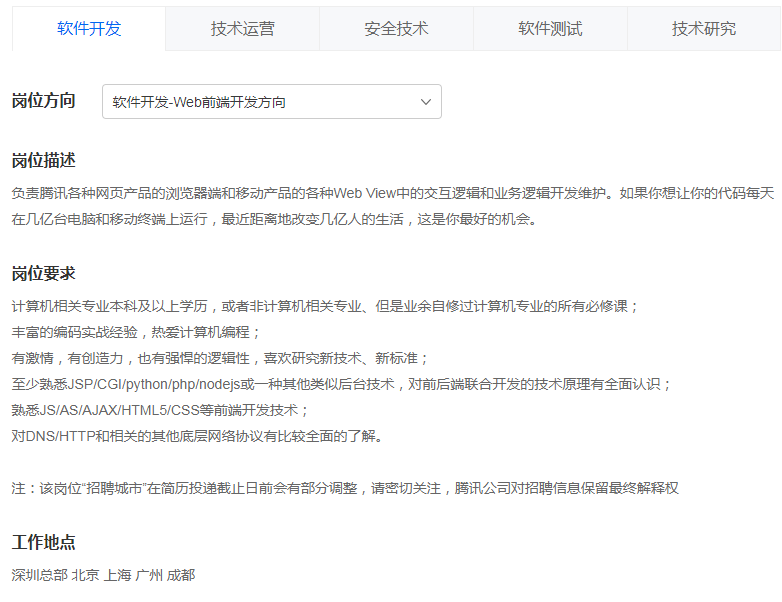 软件开发 技术运营 安全技术 软件测试 技术研究
岗位方向 软件开发-Web前端开发方向
岗位描述
负责腾讯各种网页产品的浏览器端和移动产品的各种Web View中的交互逻辑和业务逻辑开发维护。如果你想让你的代码每天
在几亿台电脑和移动终端上运行，最近距离地改变几亿人的生活，这是你最好的机会。
岗位要求
计算机相关专业本科及以上学历，或者非计算机相关专业、但是业余自修过计算机专业的所有必修课；
丰富的编码实战经验，热爱计算机编程；
有激情，有创造力，也有强悍的逻辑性，喜欢研究新技术、新标准；
至少熟悉JSP/CGI/python/php/nodejs或一种其他类似后台技术，对前后端联合开发的技术原理有全面认识；
熟悉JS/AS/AJAX/HTML5/CSS等前端开发技术；
对DNS/HTTP和相关的其他底层网络协议有比较全面的了解。
注：该岗位“招聘城市”在简历投递截止日前会有部分调整，请密切关注，腾讯公司对招聘信息保留最终解释权
工作地点
深圳总部 北京 上海 广州 成都